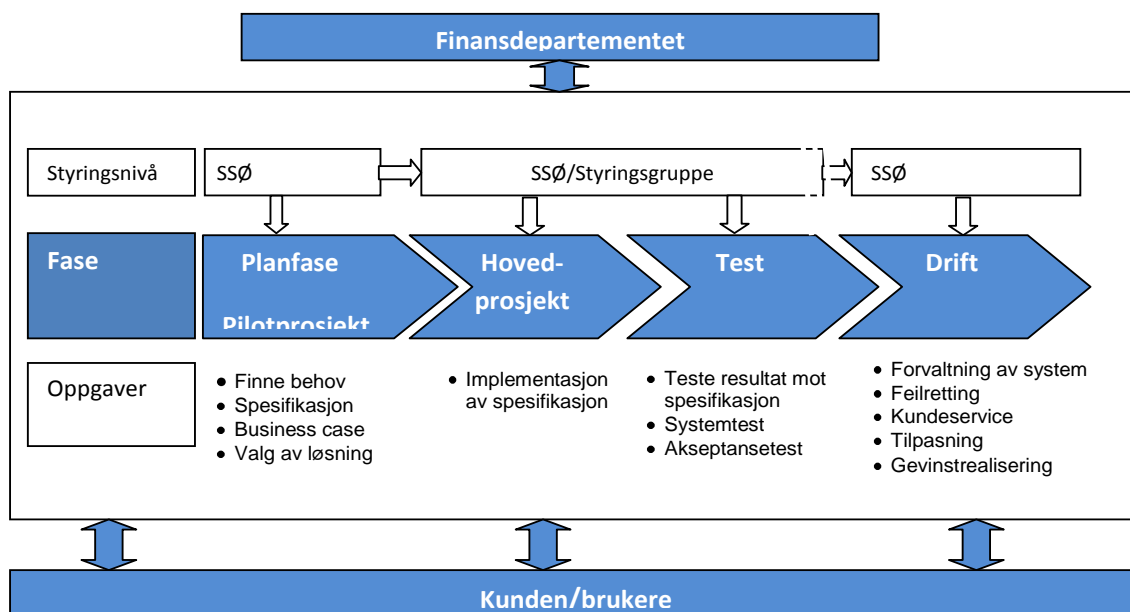 Finansdepartementet
Styringsnivå
SSØ
SSØ/Styringsgruppe
SSØ
Fase
Planfase
Pilotprosjekt
Hoved-
prosjekt
Test
Drift
Oppgaver
• Finne behov
• Spesifikasjon
• Business case
• Valg av løsning
• Implementasjon
av spesifikasjon
• Teste resultat mot
spesifikasjon
• Systemtest
• Akseptansetest
• Forvaltning av system
• Feilretting
• Kundeservice
• Tilpasning
• Gevinstrealisering
Kunden/brukere